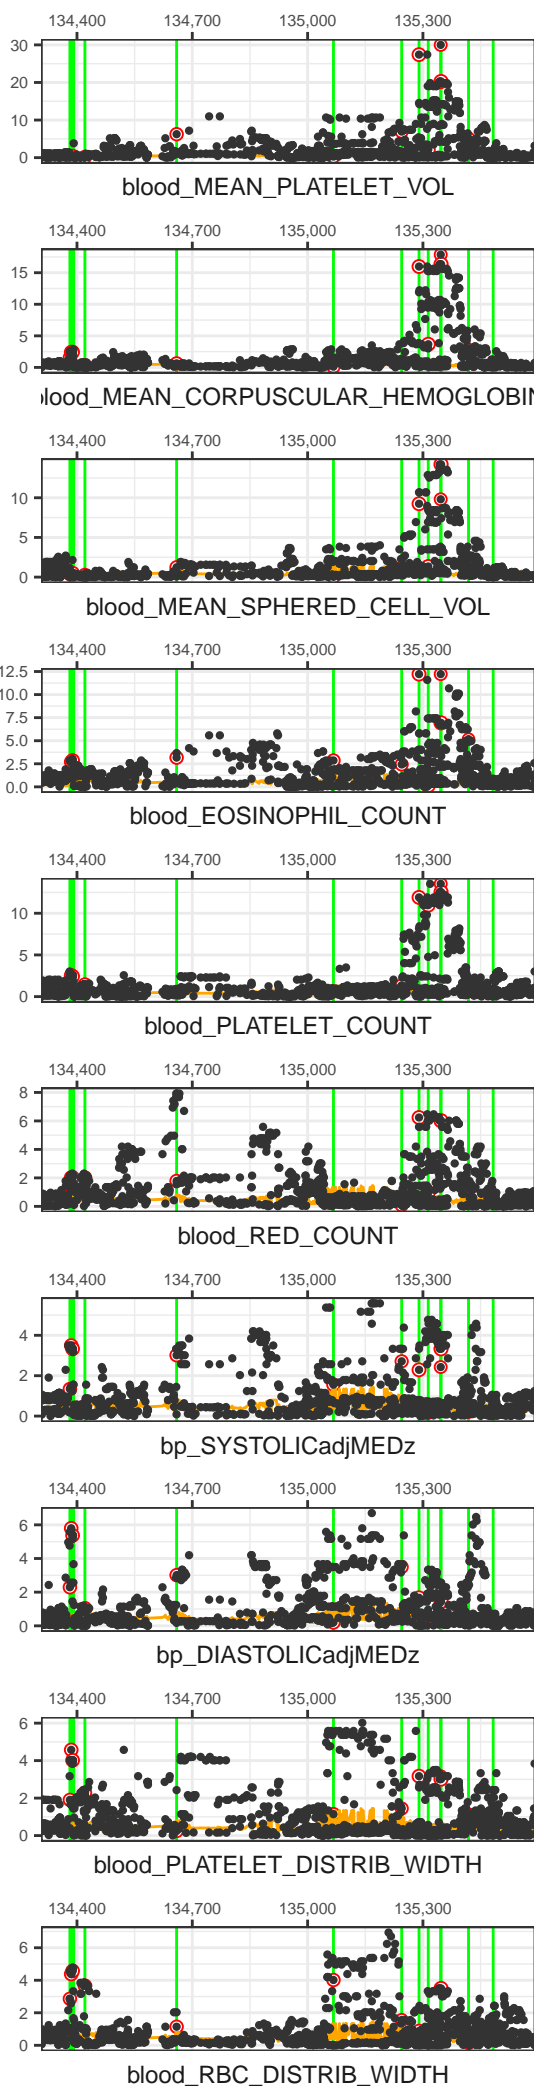 134,400 134,700 135,000 135,300
30
20
10
0
blood_MEAN_PLATELET_VOL
134,400 134,700 135,000 135,300
15
10
5
0
blood_MEAN_CORPUSCULAR_HEMOGLOBIN
134,400 134,700 135,000 135,300
10
5
0
blood_MEAN_SPHERED_CELL_VOL
134,400 134,700 135,000 135,300
12.5
10.0
7.5
5.0
2.5
0.0
blood_EOSINOPHIL_COUNT
134,400 134,700 135,000 135,300
10
5
0
blood_PLATELET_COUNT
134,400 134,700 135,000 135,300
8
6
4
2
0
blood_RED_COUNT
134,400 134,700 135,000 135,300
4
2
0
bp_SYSTOLICadjMEDz
134,400 134,700 135,000 135,300
6
4
2
0
bp_DIASTOLICadjMEDz
134,400 134,700 135,000 135,300
6
4
2
0
blood_PLATELET_DISTRIB_WIDTH
134,400 134,700 135,000 135,300
6
4
2
0
blood_RBC_DISTRIB_WIDTH